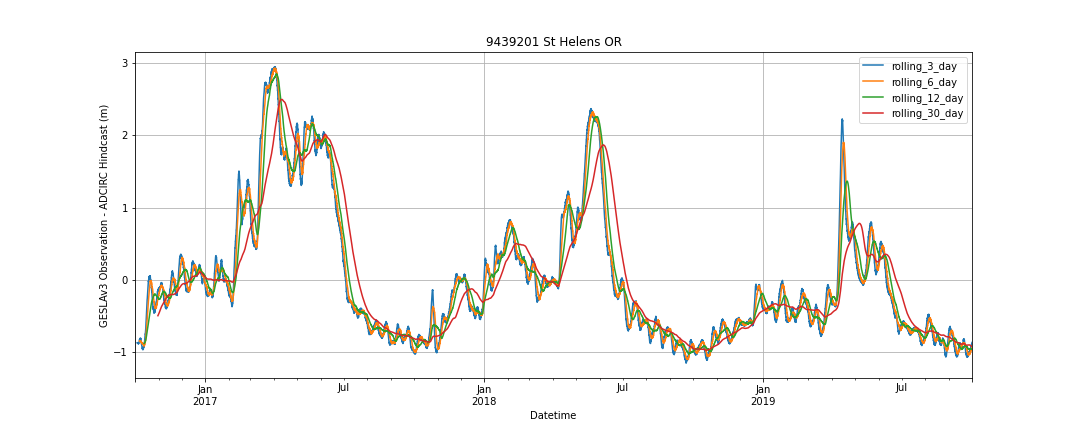 9439201 St Helens OR
GESLAv3 Observation - ADCIRC Hindcast (m)
3
2
1
0
−1
rolling_3_day
rolling_6_day
rolling_12_day
rolling_30_day
Jan
2017
Jul
Jan
2018
Jul
Jan
2019
Jul
Datetime